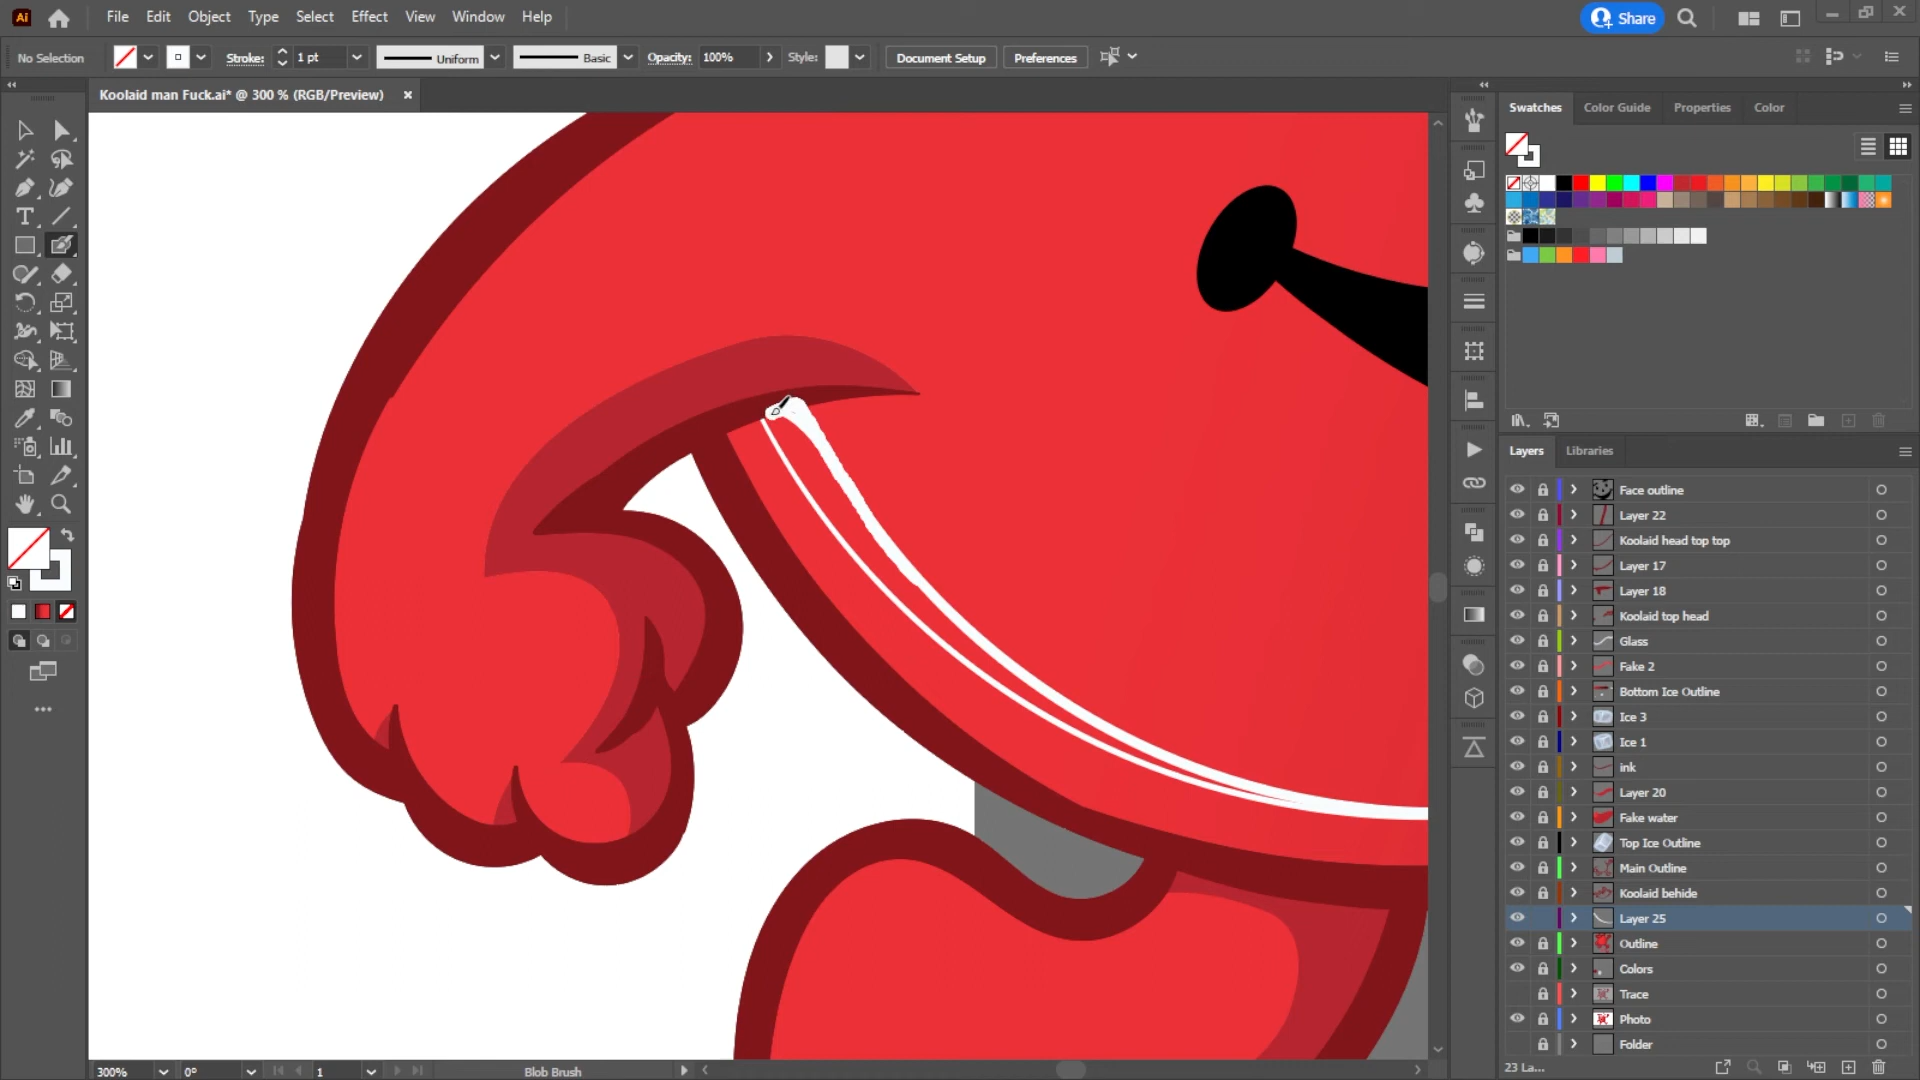 Ai File Edit Object Type Select Effect View Window Help Share
No Selection Stroke: 1 pt Uniform Basic Opacity: 100% Style: Document Setup Preferences
Koolaid man Fuck.ai* @ 300 % (RGB/Preview)
Swatches Color Guide Properties Color
Layers Libraries
Face outline
Layer 22
Koolaid head top top
Layer 17
Layer 18
Koolaid top head
Glass
Fake 2
Bottom Ice Outline
Ice 3
Ice 1
ink
Layer 20
Fake water
Top Ice Outline
Main Outline
Koolaid behide
Layer 25
Outline
Colors
Trace
Photo
Folder
300% 0° 1 Blob Brush 23 La...